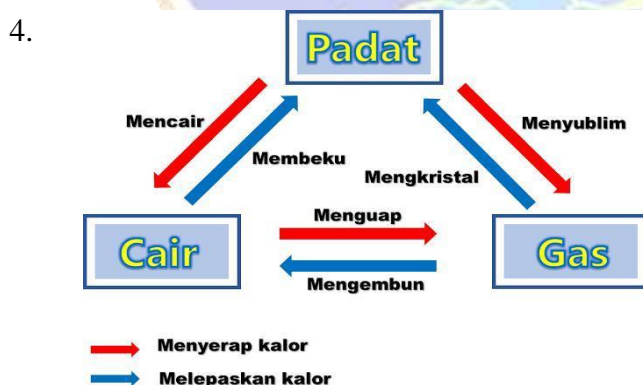 4.
Padat
Mencair
Menyublim
Membeku
Mengkristal
Menguap
Cair
Gas
Mengembun
Menyerap kalor
Melepaskan kalor